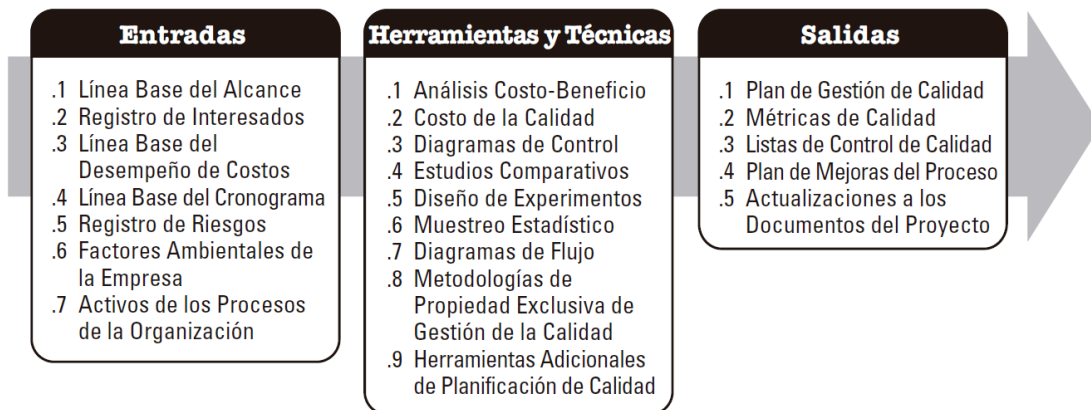 Entradas
.1 Línea Base del Alcance
.2 Registro de Interesados
.3 Línea Base del
Desempeño de Costos
.4 Línea Base del Cronograma
.5 Registro de Riesgos
.6 Factores Ambientales de
la Empresa
.7 Activos de los Procesos
de la Organización
Herramientas y Técnicas
.1 Análisis Costo-Beneficio
.2 Costo de la Calidad
.3 Diagramas de Control
.4 Estudios Comparativos
.5 Diseño de Experimentos
.6 Muestreo Estadístico
.7 Diagramas de Flujo
.8 Metodologías de
Propiedad Exclusiva de
Gestión de la Calidad
.9 Herramientas Adicionales
de Planificación de Calidad
Salidas
.1 Plan de Gestión de Calidad
.2 Métricas de Calidad
.3 Listas de Control de Calidad
.4 Plan de Mejoras del Proceso
.5 Actualizaciones a los
Documentos del Proyecto